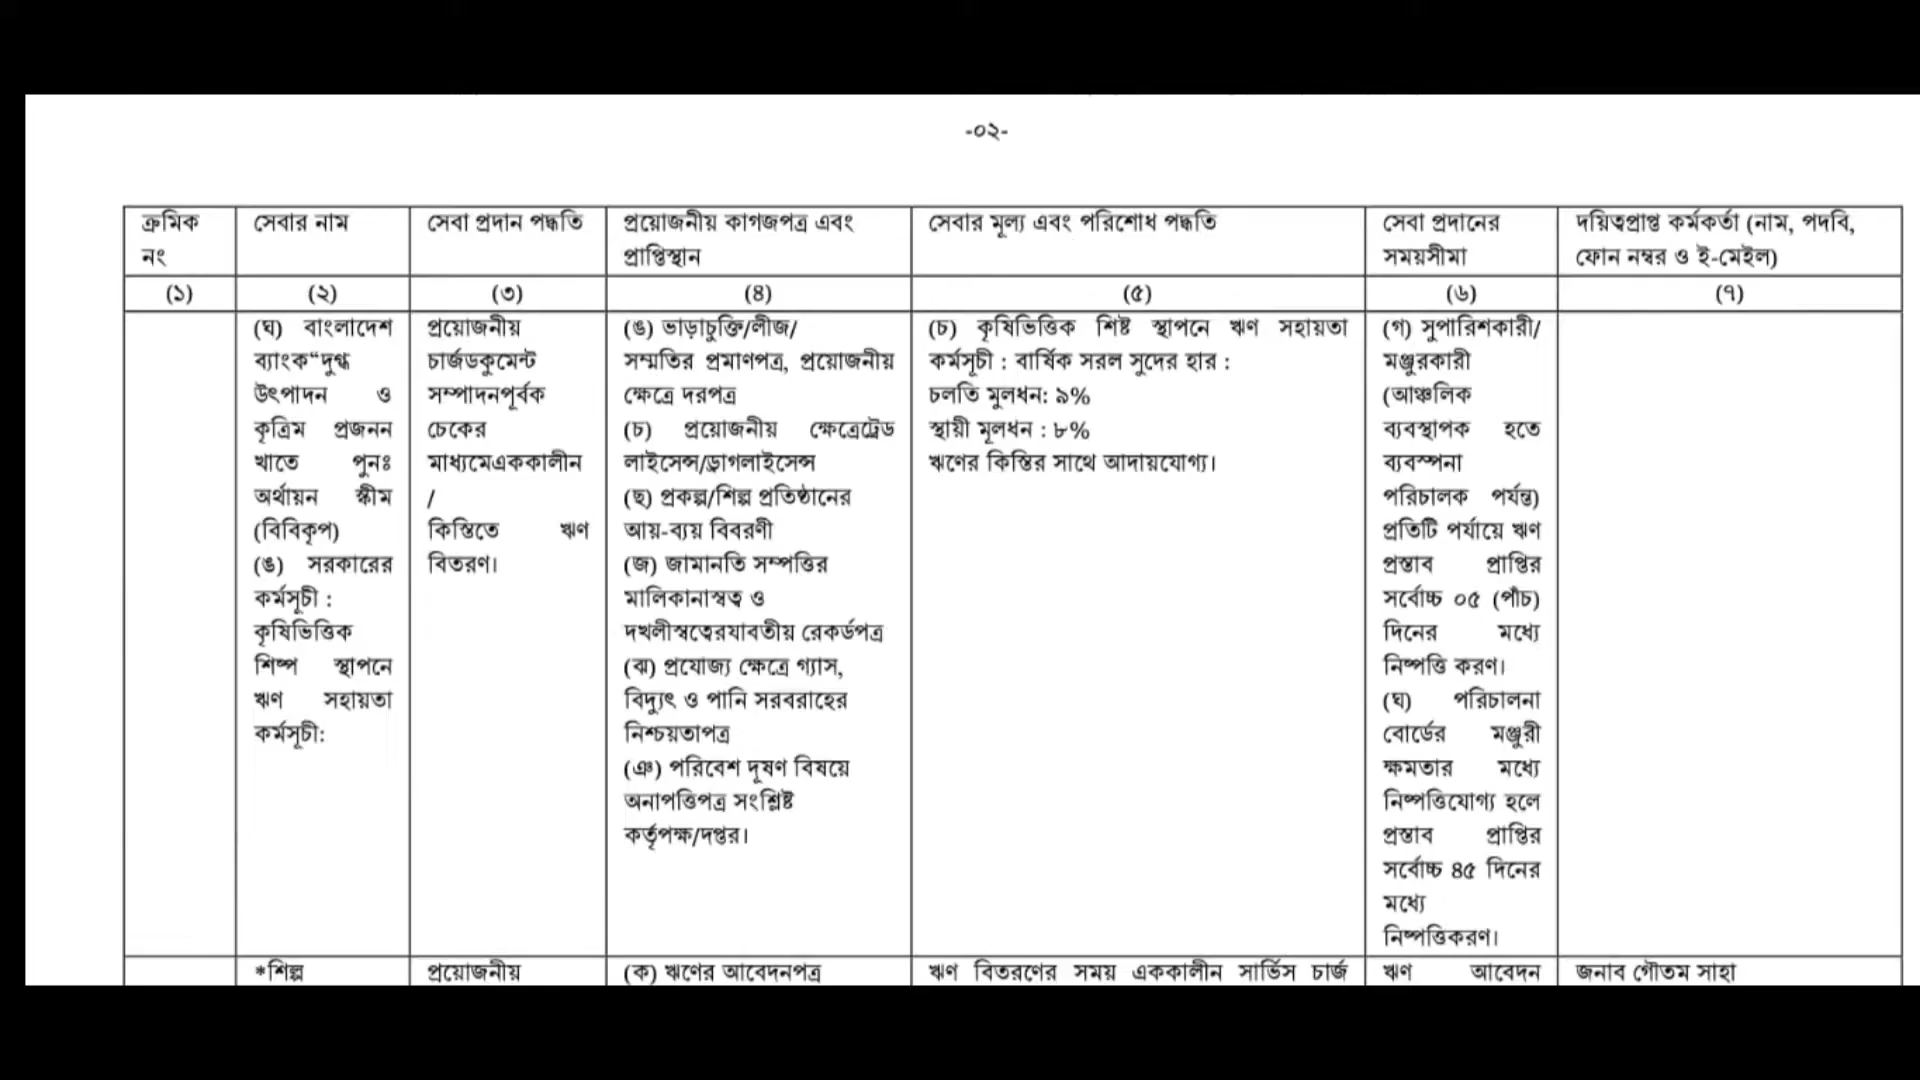 -০২-
ক্রমিক
নং
সেবার নাম
সেবা প্রদান পদ্ধতি
প্রয়োজনীয় কাগজপত্র এবং
প্রাপ্তিস্থান
সেবার মূল্য এবং পরিশোধ পদ্ধতি
সেবা প্রদানের
সময়সীমা
দয়িত্বপ্রাপ্ত কর্মকর্তা (নাম, পদবি,
ফোন নম্বর ও ই-মেইল)
(১)
(২)
(৩)
(৪)
(৫)
(৬)
(৭)
(ঘ) বাংলাদেশ
ব্যাংক“দুগ্ধ
উৎপাদন ও
কৃত্রিম প্রজনন
খাতে পুনঃ
অর্থায়ন স্কীম
(বিবিকৃপ)
(ঙ) সরকারের
কর্মসূচী :
কৃষিভিত্তিক
শিষ্প স্থাপনে
ঋণ সহায়তা
কর্মসূচী:
প্রয়োজনীয়
চার্জডকুমেন্ট
সম্পাদনপূর্বক
চেকের
মাধ্যমেএককালীন
/
কিস্তিতে ঋণ
বিতরণ।
(ঙ) ভাড়াচুক্তি/লীজ/
সম্মতির প্রমাণপত্র, প্রয়োজনীয়
ক্ষেত্রে দরপত্র
(চ) প্রয়োজনীয় ক্ষেত্রেট্রেড
লাইসেন্স/ড্রাগলাইসেন্স
(ছ) প্রকল্প/শিল্প প্রতিষ্ঠানের
আয়-ব্যয় বিবরণী
(জ) জামানতি সম্পত্তির
মালিকানাস্বত্ব ও
দখলীস্বত্বেরযাবতীয় রেকর্ডপত্র
(ঝ) প্রযোজ্য ক্ষেত্রে গ্যাস,
বিদ্যুৎ ও পানি সরবরাহের
নিশ্চয়তাপত্র
(ঞ) পরিবেশ দূষণ বিষয়ে
অনাপত্তিপত্র সংশ্লিষ্ট
কর্তৃপক্ষ/দপ্তর।
(চ) কৃষিভিত্তিক শিষ্ট স্থাপনে ঋণ সহায়তা
কর্মসূচী : বার্ষিক সরল সুদের হার :
চলতি মুলধন: ৯%
স্থায়ী মূলধন : ৮%
ঋণের কিস্তির সাথে আদায়যোগ্য।
(গ) সুপারিশকারী/
মঞ্জুরকারী
(আঞ্চলিক
ব্যবস্থাপক হতে
ব্যবস্পনা
পরিচালক পর্যন্ত)
প্রতিটি পর্যায়ে ঋণ
প্রস্তাব প্রাপ্তির
সর্বোচ্চ ০৫ (পাঁচ)
দিনের মধ্যে
নিষ্পত্তি করণ।
(ঘ) পরিচালনা
বোর্ডের মঞ্জুরী
ক্ষমতার মধ্যে
নিষ্পত্তিযোগ্য হলে
প্রস্তাব প্রাপ্তির
সর্বোচ্চ ৪৫ দিনের
মধ্যে
নিষ্পত্তিকরণ।
*শিল্প
প্রয়োজনীয়
(ক) ঋণের আবেদনপত্র
ঋণ বিতরণের সময় এককালীন সার্ভিস চার্জ
ঋণ আবেদন
জনাব গৌতম সাহা